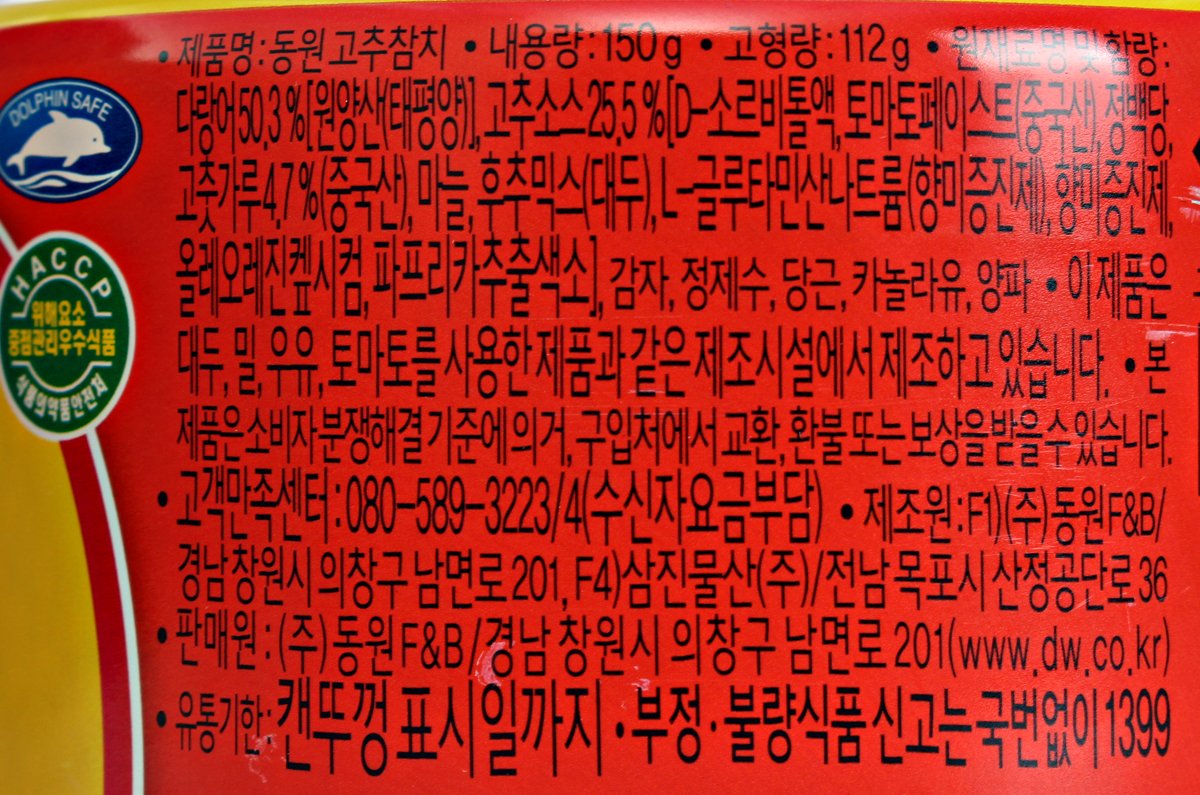 • 제품명 : 동원 고추참치 • 내용량 : 150 g • 고형량 : 112 g • 원재료명 및 함량 :
다랑어 50.3 %[원양산(태평양)], 고추소스 25.5 %[D-소르비톨액, 토마토페이스트(중국산), 정백당,
고춧가루 4.7 %(중국산), 마늘, 후추믹스(대두), L-글루타민산나트륨(향미증진제), 향미증진제,
올레오레진캪시컴, 파프리카추출색소], 감자, 정제수, 당근, 카놀라유, 양파 • 이 제품은
대두, 밀, 우유, 토마토를 사용한 제품과 같은 제조시설에서 제조하고 있습니다. • 본
제품은 소비자 분쟁해결 기준에 의거, 구입처에서 교환, 환불 또는 보상을 받을 수 있습니다.
• 고객만족센터 : 080-589-3223/4(수신자요금부담) • 제조원 : F1)(주)동원F&B/
경남 창원시 의창구 남면로 201, F4)삼진물산(주)/전남 목포시 산정공단로 36
• 판매원 : (주)동원F&B/경남 창원시 의창구 남면로 201(www.dw.co.kr)
• 유통기한 : 캔뚜껑 표시일까지 • 부정·불량식품 신고는 국번없이 1399
DOLPHIN SAFE
HACCP
위해요소
중점관리우수식품
식품의약품안전처